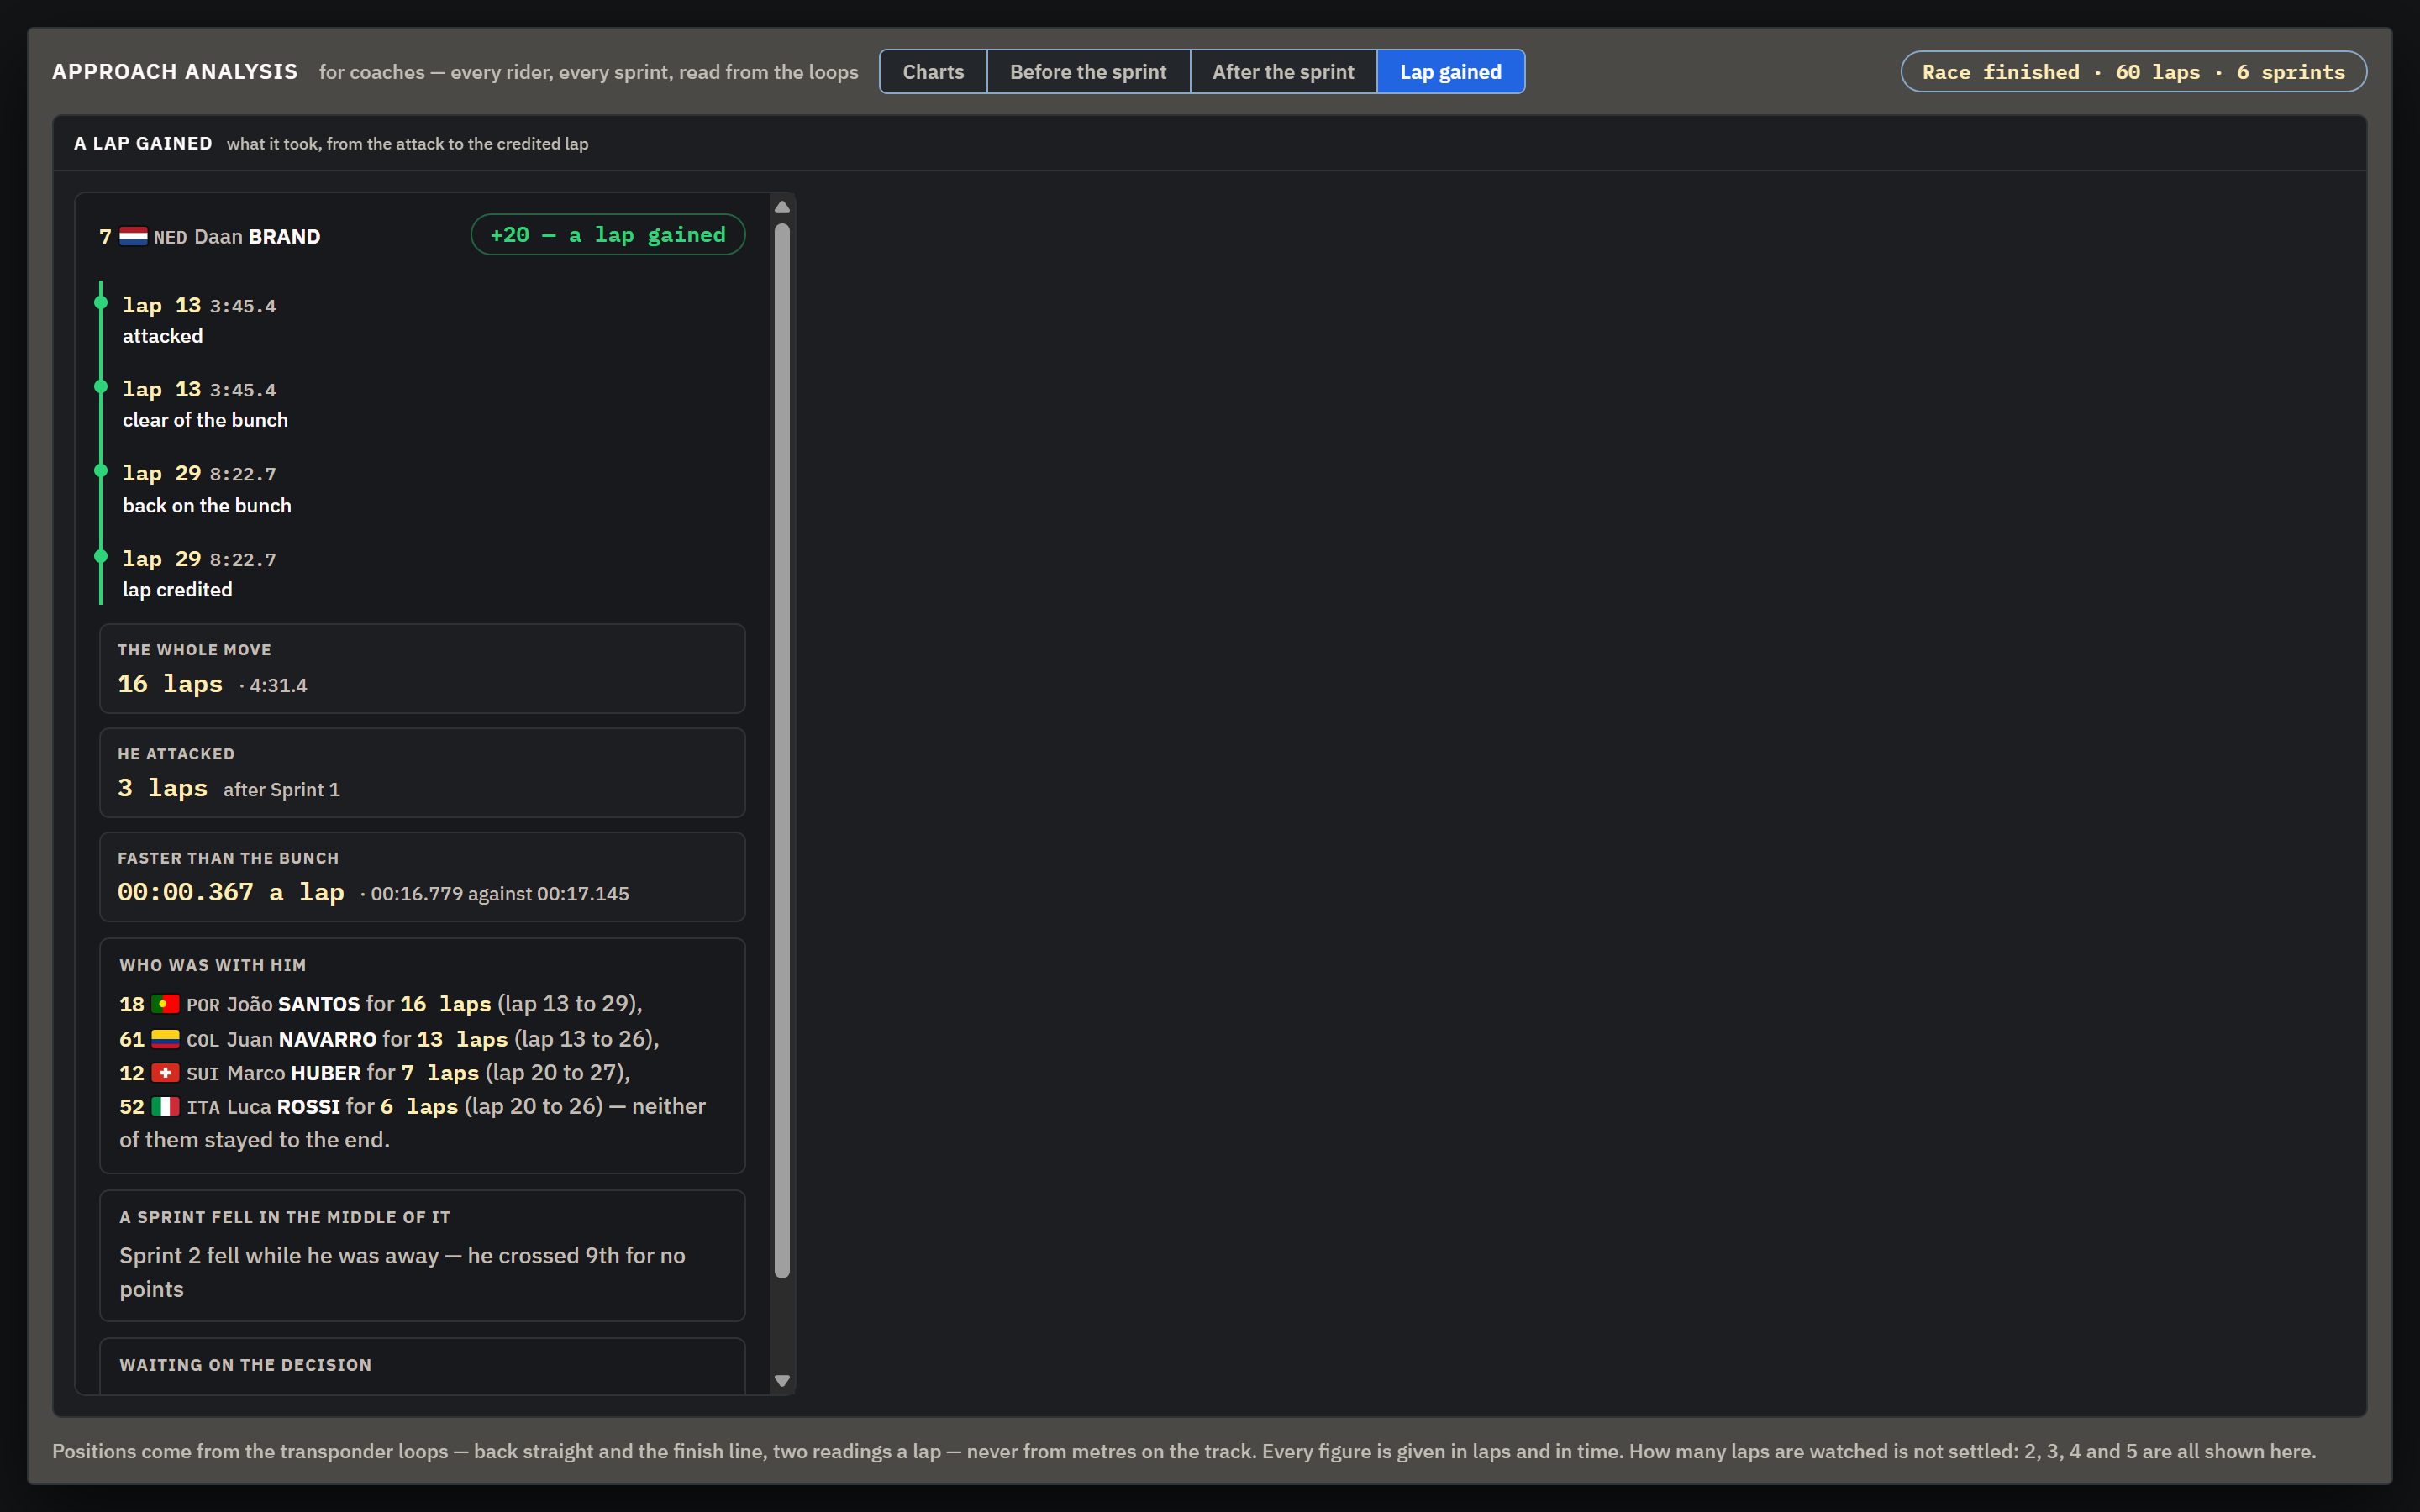 APPROACH ANALYSIS for coaches — every rider, every sprint, read from the loops Charts Before the sprint After the sprint Lap gained Race finished · 60 laps · 6 sprints
A LAP GAINED what it took, from the attack to the credited lap
7 NED Daan BRAND +20 — a lap gained
lap 13 3:45.4
attacked
lap 13 3:45.4
clear of the bunch
lap 29 8:22.7
back on the bunch
lap 29 8:22.7
lap credited
THE WHOLE MOVE
16 laps · 4:31.4
HE ATTACKED
3 laps after Sprint 1
FASTER THAN THE BUNCH
00:00.367 a lap · 00:16.779 against 00:17.145
WHO WAS WITH HIM
18 POR João SANTOS for 16 laps (lap 13 to 29),
61 COL Juan NAVARRO for 13 laps (lap 13 to 26),
12 SUI Marco HUBER for 7 laps (lap 20 to 27),
52 ITA Luca ROSSI for 6 laps (lap 20 to 26) — neither
of them stayed to the end.
A SPRINT FELL IN THE MIDDLE OF IT
Sprint 2 fell while he was away — he crossed 9th for no
points
WAITING ON THE DECISION
Positions come from the transponder loops — back straight and the finish line, two readings a lap — never from metres on the track. Every figure is given in laps and in time. How many laps are watched is not settled: 2, 3, 4 and 5 are all shown here.